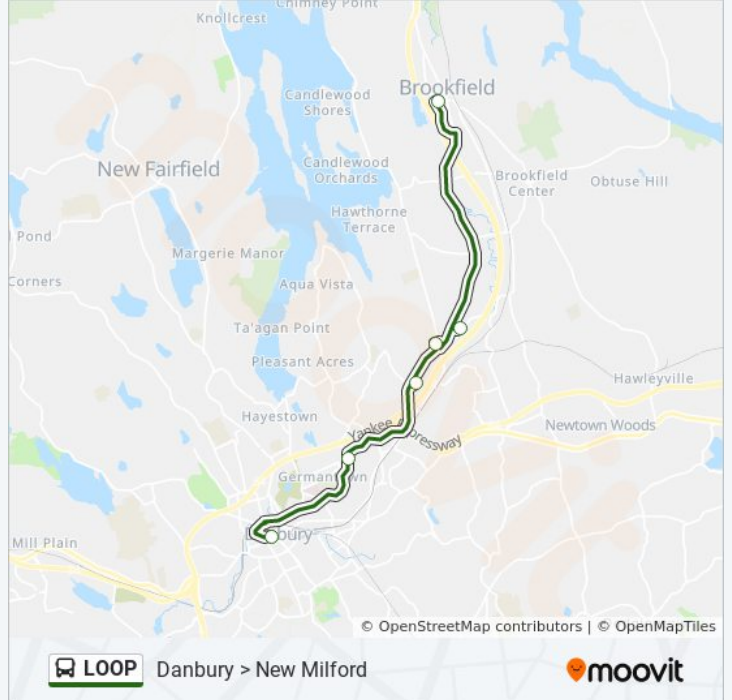 Chimney Point
Knollcrest
Brookfield
Candlewood
Shores
New Fairfield
Candlewood
Orchards
Brookfield
Center
Obtuse Hill
Hawthorne
Terrace
Pond
Margerie Manor
Corners
Aqua Vista
Ta'agan Point
Pleasant Acres
Hawleyville
Hayestown
Newtown Woods
Yankee Expressway
Germantown
Danbury
Mill Plain
© OpenStreetMap contributors | © OpenMapTiles
LOOP Danbury > New Milford moovit